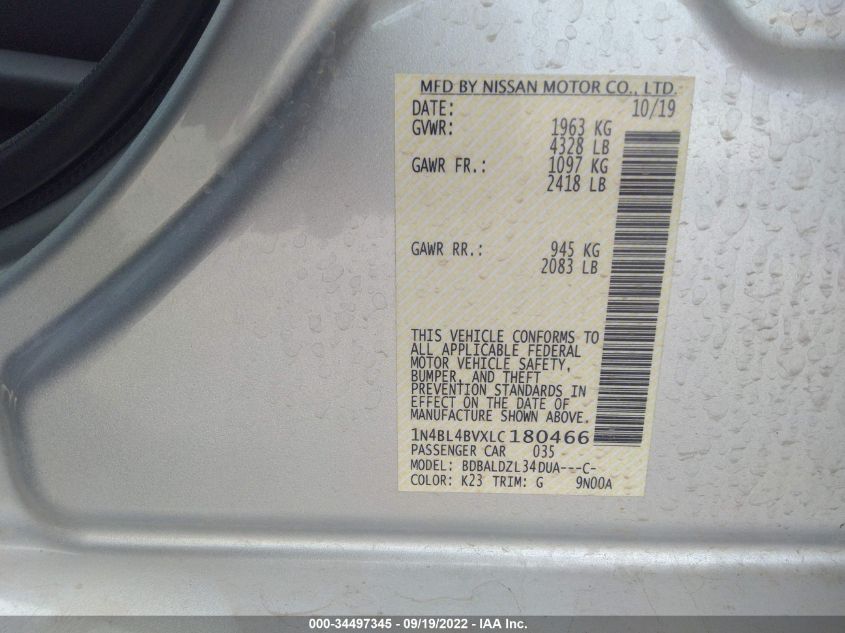 MFD BY NISSAN MOTOR CO., LTD.
DATE: 10/19
GVWR: 1963 KG
4328 LB
GAWR FR.: 1097 KG
2418 LB
GAWR RR.: 945 KG
2083 LB
THIS VEHICLE CONFORMS TO
ALL APPLICABLE FEDERAL
MOTOR VEHICLE SAFETY,
BUMPER, AND THEFT
PREVENTION STANDARDS IN
EFFECT ON THE DATE OF
MANUFACTURE SHOWN ABOVE.
1N4BL4BVXLC180466
PASSENGER CAR 035
MODEL: BDBALDZL34DUA---C-
COLOR: K23 TRIM: G 9N00A
000-34497345 - 09/19/2022 - IAA Inc.